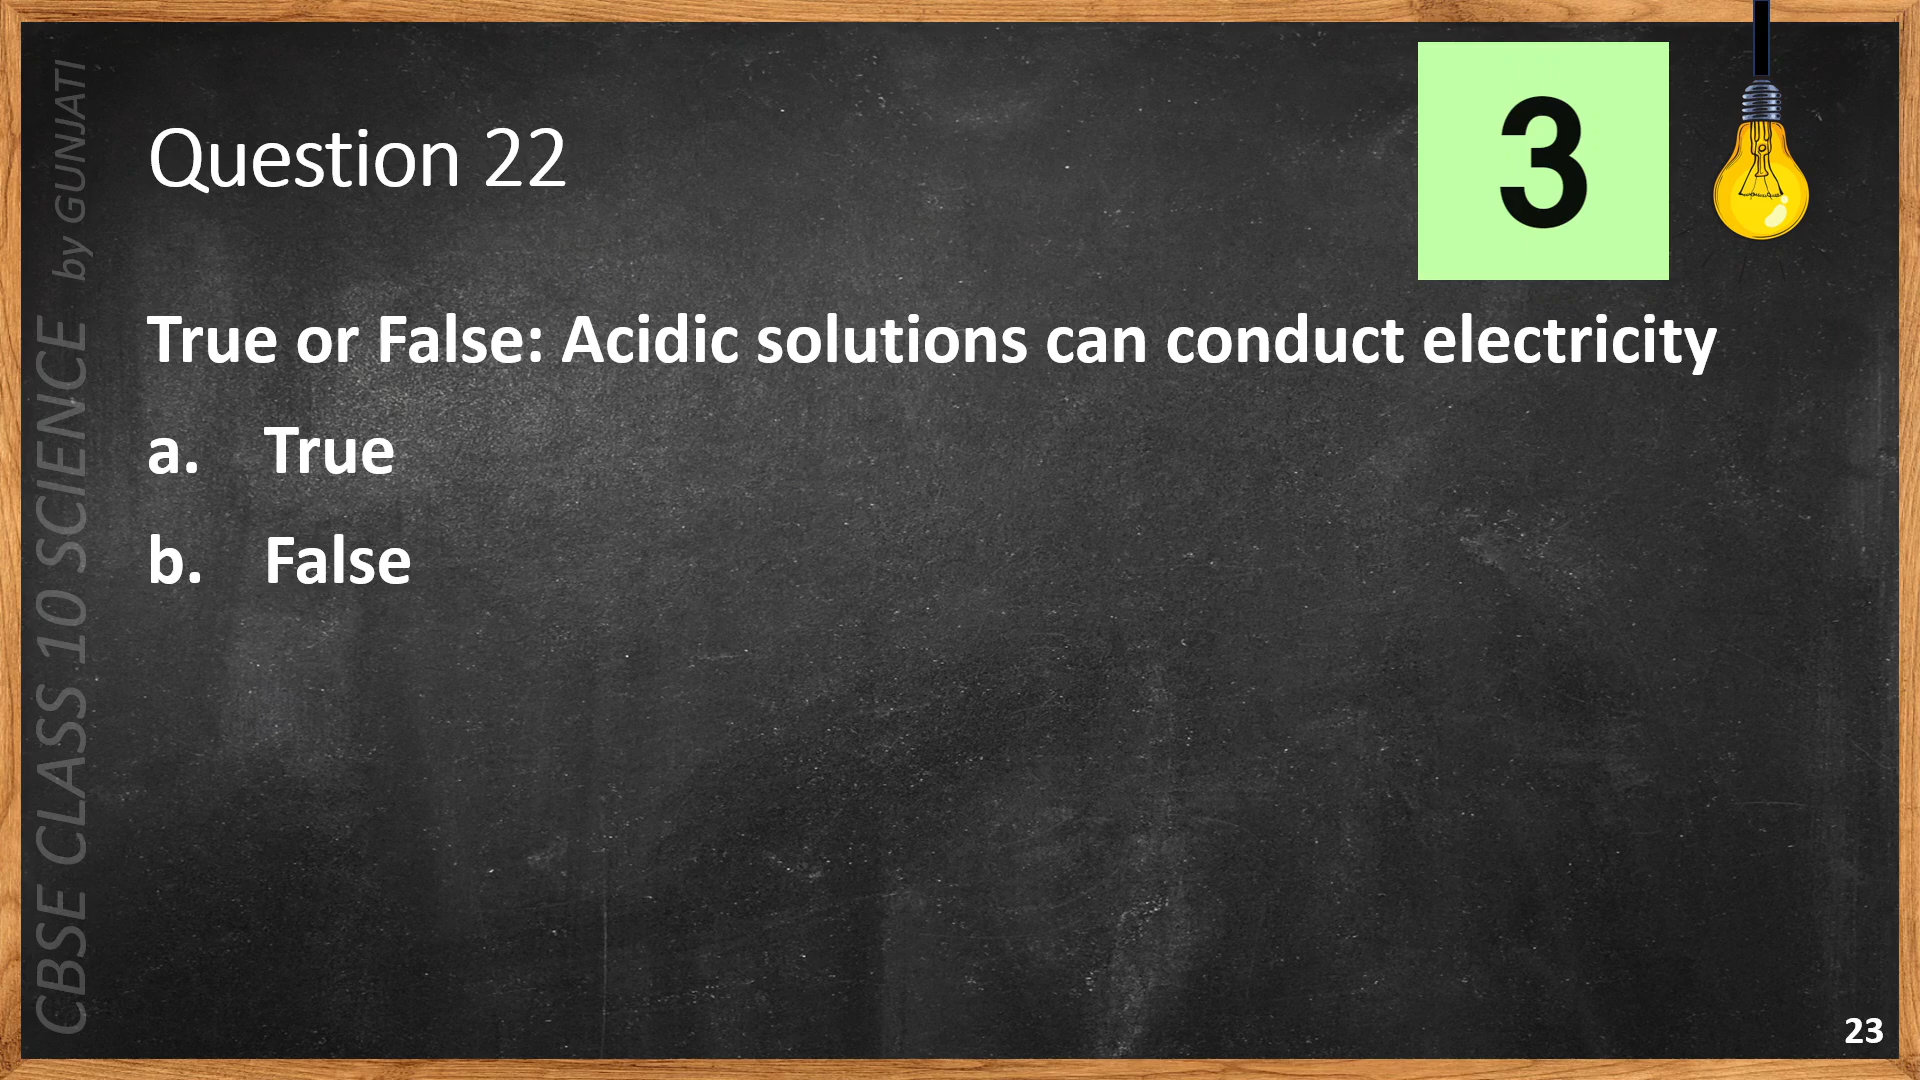 Question 22
3
True or False: Acidic solutions can conduct electricity
a. True
b. False
CBSE CLASS 10 SCIENCE by GUNJATI
23